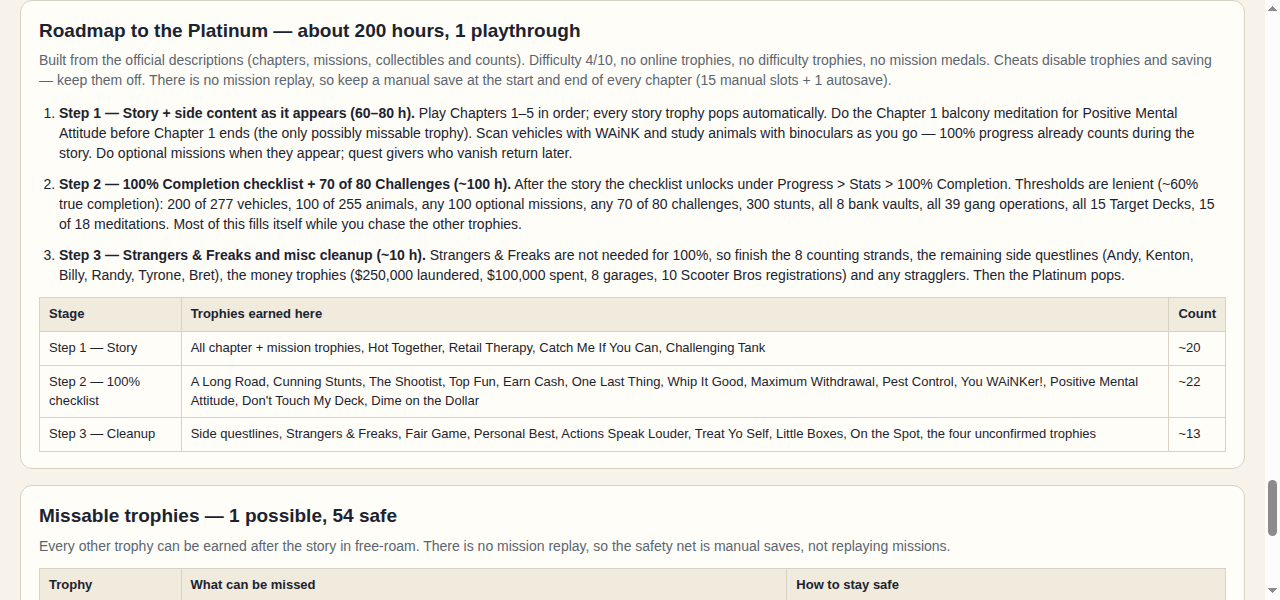 Roadmap to the Platinum — about 200 hours, 1 playthrough
Built from the official descriptions (chapters, missions, collectibles and counts). Difficulty 4/10, no online trophies, no difficulty trophies, no mission medals. Cheats disable trophies and saving
— keep them off. There is no mission replay, so keep a manual save at the start and end of every chapter (15 manual slots + 1 autosave).
1. Step 1 — Story + side content as it appears (60–80 h). Play Chapters 1–5 in order; every story trophy pops automatically. Do the Chapter 1 balcony meditation for Positive Mental
Attitude before Chapter 1 ends (the only possibly missable trophy). Scan vehicles with WAiNK and study animals with binoculars as you go — 100% progress already counts during the
story. Do optional missions when they appear; quest givers who vanish return later.
2. Step 2 — 100% Completion checklist + 70 of 80 Challenges (~100 h). After the story the checklist unlocks under Progress > Stats > 100% Completion. Thresholds are lenient (~60%
true completion): 200 of 277 vehicles, 100 of 255 animals, any 100 optional missions, any 70 of 80 challenges, 300 stunts, all 8 bank vaults, all 39 gang operations, all 15 Target Decks, 15
of 18 meditations. Most of this fills itself while you chase the other trophies.
3. Step 3 — Strangers & Freaks and misc cleanup (~10 h). Strangers & Freaks are not needed for 100%, so finish the 8 counting strands, the remaining side questlines (Andy, Kenton,
Billy, Randy, Tyrone, Bret), the money trophies ($250,000 laundered, $100,000 spent, 8 garages, 10 Scooter Bros registrations) and any stragglers. Then the Platinum pops.
Stage Trophies earned here Count
Step 1 — Story All chapter + mission trophies, Hot Together, Retail Therapy, Catch Me If You Can, Challenging Tank ~20
Step 2 — 100% A Long Road, Cunning Stunts, The Shootist, Top Fun, Earn Cash, One Last Thing, Whip It Good, Maximum Withdrawal, Pest Control, You WAiNKer!, Positive Mental ~22
checklist Attitude, Don't Touch My Deck, Dime on the Dollar
Step 3 — Cleanup Side questlines, Strangers & Freaks, Fair Game, Personal Best, Actions Speak Louder, Treat Yo Self, Little Boxes, On the Spot, the four unconfirmed trophies ~13
Missable trophies — 1 possible, 54 safe
Every other trophy can be earned after the story in free-roam. There is no mission replay, so the safety net is manual saves, not replaying missions.
Trophy What can be missed How to stay safe